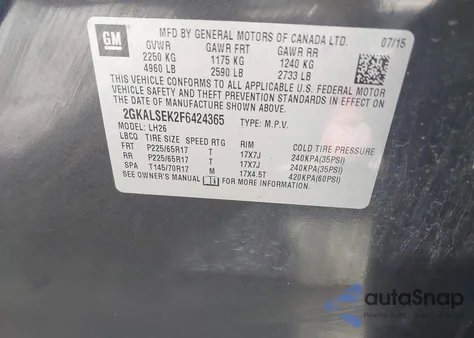 GM
MFD BY GENERAL MOTORS OF CANADA LTD. 07/15
GVWR GAWR FRT GAWR RR
2250 KG 1175 KG 1240 KG
4960 LB 2590 LB 2733 LB
THIS VEHICLE CONFORMS TO ALL APPLICABLE U.S. FEDERAL MOTOR
VEHICLE SAFETY AND THEFT PREVENTION STANDARDS IN EFFECT ON THE
DATE OF MANUFACTURE SHOWN ABOVE.
2GKALSEK2F6424365 TYPE: M.P.V.
MODEL: LH26
LBCQ TIRE SIZE SPEED RTG RIM COLD TIRE PRESSURE
FRT P225/65R17 T 17X7J 240KPA(35PSI)
RR P225/65R17 T 17X7J 240KPA(35PSI)
SPA T145/70R17 M 17X4.5T 420KPA(60PSI)
SEE OWNER'S MANUAL FOR MORE INFORMATION.
autoSnap